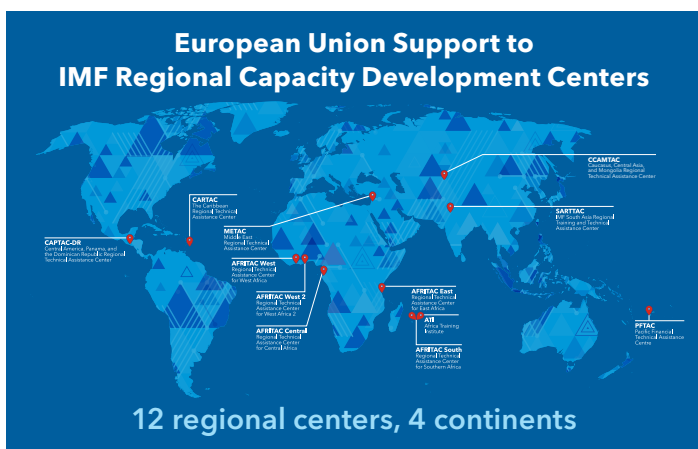 European Union Support to
IMF Regional Capacity Development Centers
CCAMTAC
Caucasus, Central Asia,
and Mongolia Regional
Technical Assistance Center
CARTAC
The Caribbean
Regional Technical
Assistance Center
SARTTAC
IMF South Asia Regional
Training and Technical
Assistance Center
METAC
Middle East
Regional Technical
Assistance Center
CAPTAC-DR
Central America, Panama, and
the Dominican Republic Regional
Technical Assistance Center
AFRITAC West
Regional Technical
Assistance Center
for West Africa
AFRITAC West 2
Regional Technical
Assistance Center
for West Africa 2
AFRITAC East
Regional Technical
Assistance Center
for East Africa
ATI
Africa Training
Institute
PFTAC
Pacific Financial
Technical Assistance
Centre
AFRITAC Central
Regional Technical
Assistance Center
for Central Africa
AFRITAC South
Regional Technical
Assistance Center
for Southern Africa
12 regional centers, 4 continents